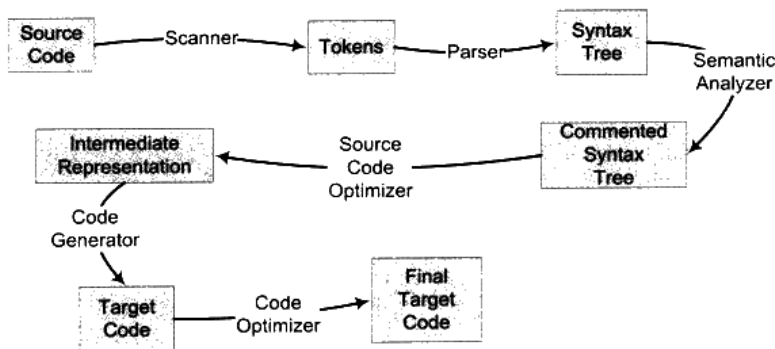 Source
Code
Scanner
Tokens
Parser
Syntax
Tree
Semantic
Analyzer
Commented
Syntax
Tree
Source
Code
Optimizer
Intermediate
Representation
Code
Generator
Target
Code
Code
Optimizer
Final
Target
Code